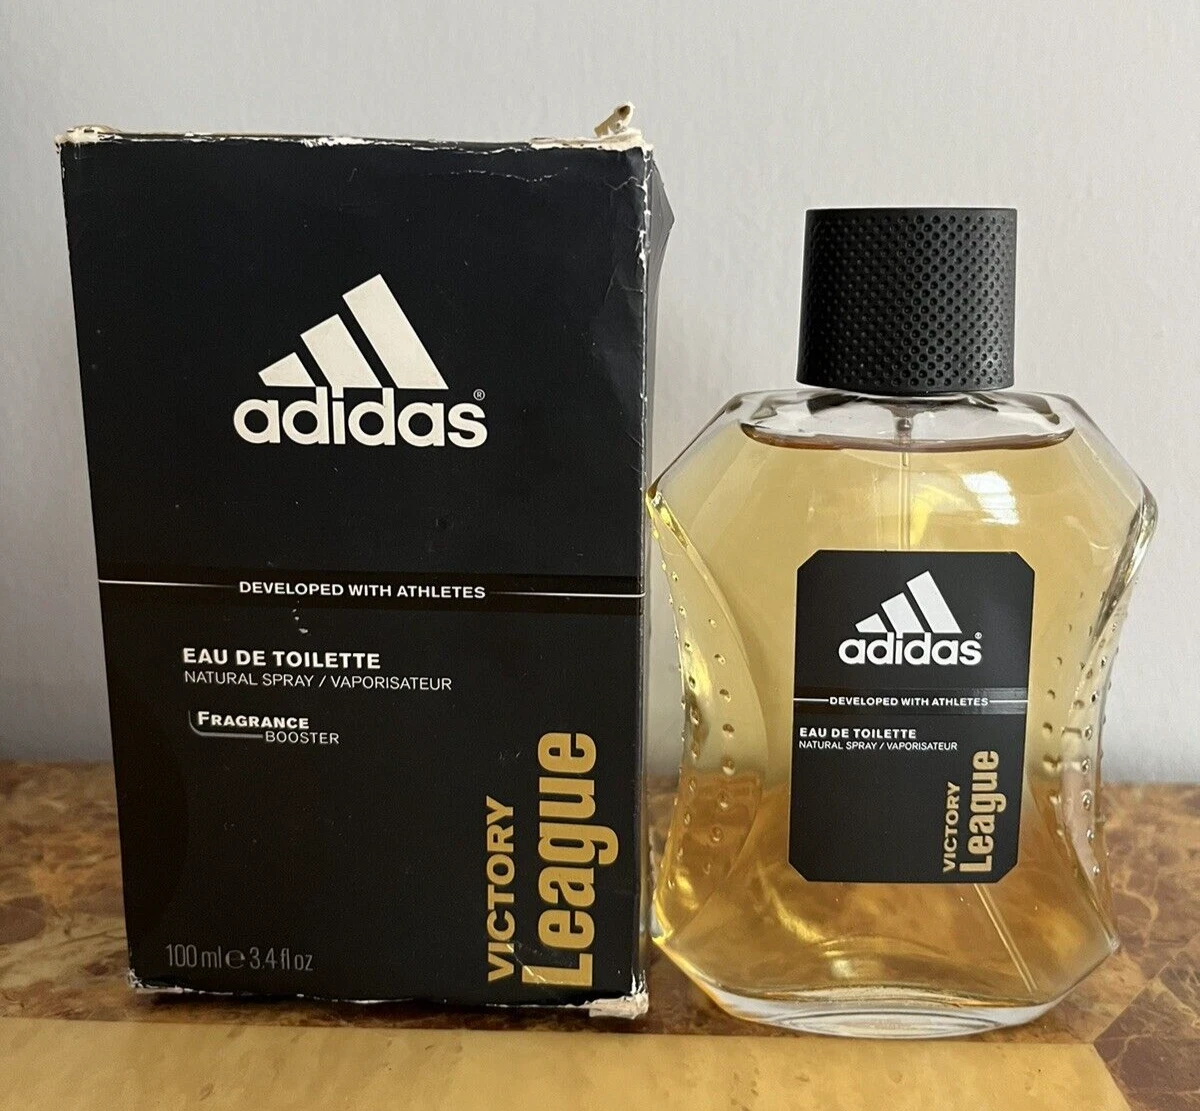 adidas®
DEVELOPED WITH ATHLETES
EAU DE TOILETTE
NATURAL SPRAY / VAPORISATEUR
FRAGRANCE
BOOSTER
VICTORY
League
100 ml e 3.4 fl oz
adidas®
DEVELOPED WITH ATHLETES
EAU DE TOILETTE
NATURAL SPRAY / VAPORISATEUR
VICTORY
League